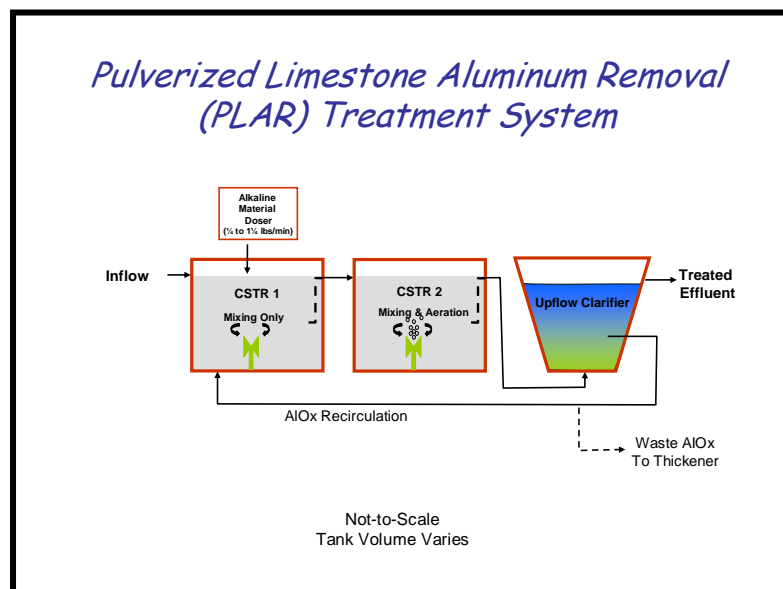 Pulverized Limestone Aluminum Removal
(PLAR) Treatment System
Alkaline
Material
Doser
(¼ to 1¼ lbs/min)
Inflow
CSTR 1
Mixing Only
CSTR 2
Mixing & Aeration
Upflow Clarifier
Treated
Effluent
AlOx Recirculation
Waste AlOx
To Thickener
Not-to-Scale
Tank Volume Varies